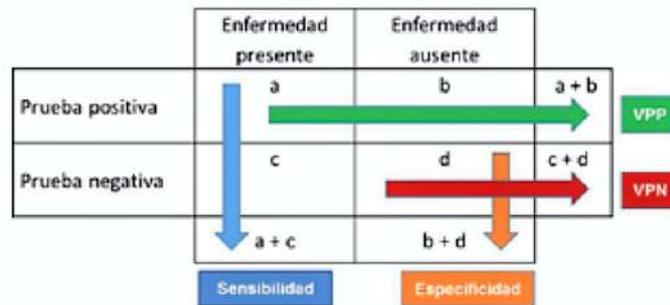 Enfermedad presente
Enfermedad ausente
Prueba positiva
a
b
a + b
VPP
Prueba negativa
c
d
c + d
VPN
a + c
b + d
Sensibilidad
Especificidad